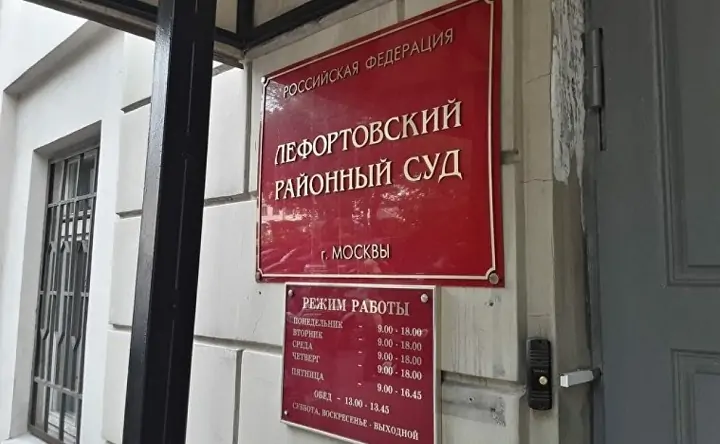 РОССИЙСКАЯ ФЕДЕРАЦИЯ
ЛЕФОРТОВСКИЙ
РАЙОННЫЙ СУД
г. МОСКВЫ
РЕЖИМ РАБОТЫ
ПОНЕДЕЛЬНИК - 9.00 - 18.00
ВТОРНИК - 9.00 - 18.00
СРЕДА - 9.00 - 18.00
ЧЕТВЕРГ - 9.00 - 18.00
ПЯТНИЦА - 9.00 - 16.45
ОБЕД - 13.00 - 13.45
СУББОТА, ВОСКРЕСЕНЬЕ - ВЫХОДНОЙ